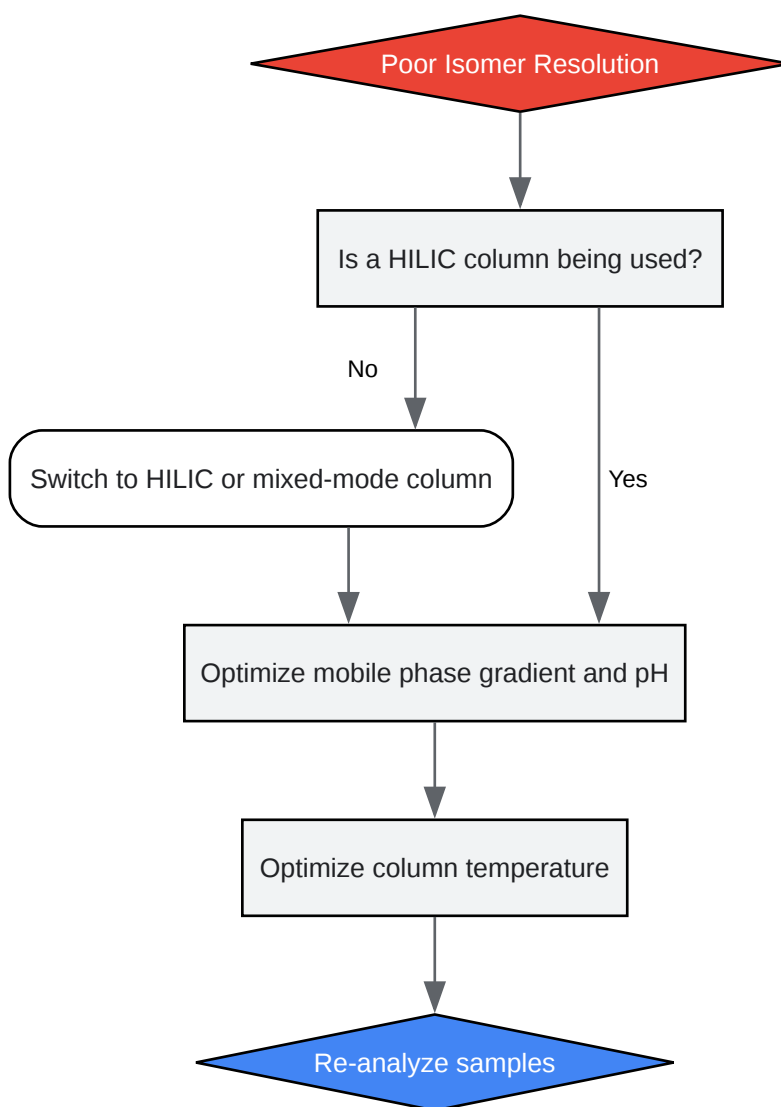 Poor Isomer Resolution
Is a HILIC column being used?
No
Switch to HILIC or mixed-mode column
Yes
Optimize mobile phase gradient and pH
Optimize column temperature
Re-analyze samples